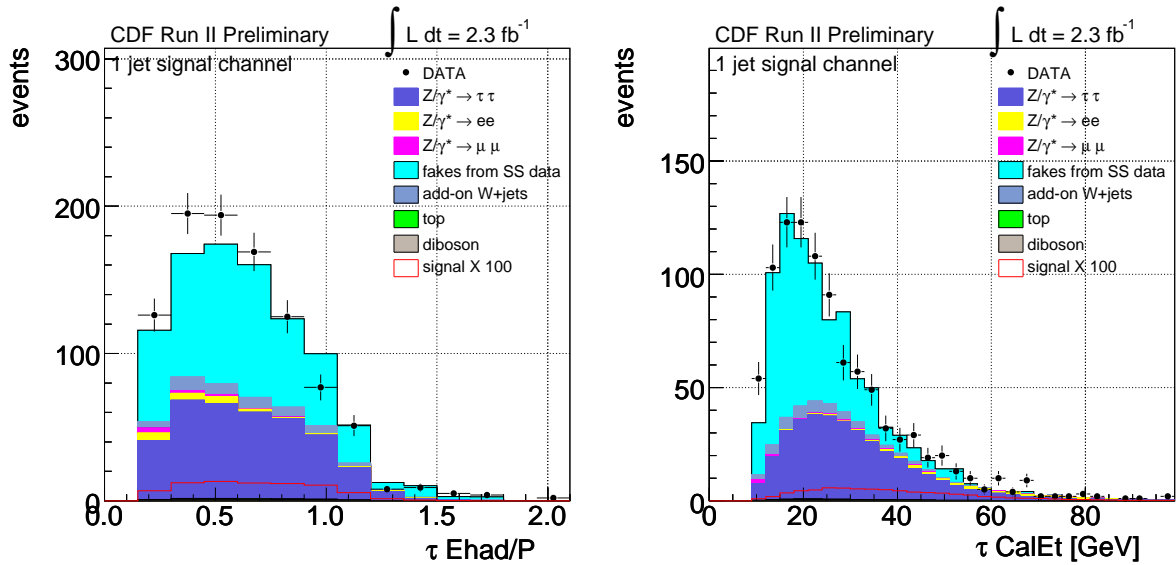 CDF Run II Preliminary ∫ L dt = 2.3 fb⁻¹
1 jet signal channel
events
300
200
100
0
0
DATA
Z/γ* → τ τ
Z/γ* → ee
Z/γ* → μ μ
fakes from SS data
add-on W+jets
top
diboson
signal X 100
0.5 1.0 1.5 2.0
τ Ehad/P
CDF Run II Preliminary ∫ L dt = 2.3 fb⁻¹
1 jet signal channel
events
150
100
50
0
DATA
Z/γ* → τ τ
Z/γ* → ee
Z/γ* → μ μ
fakes from SS data
add-on W+jets
top
diboson
signal X 100
0 20 40 60 80
τ CalEt [GeV]